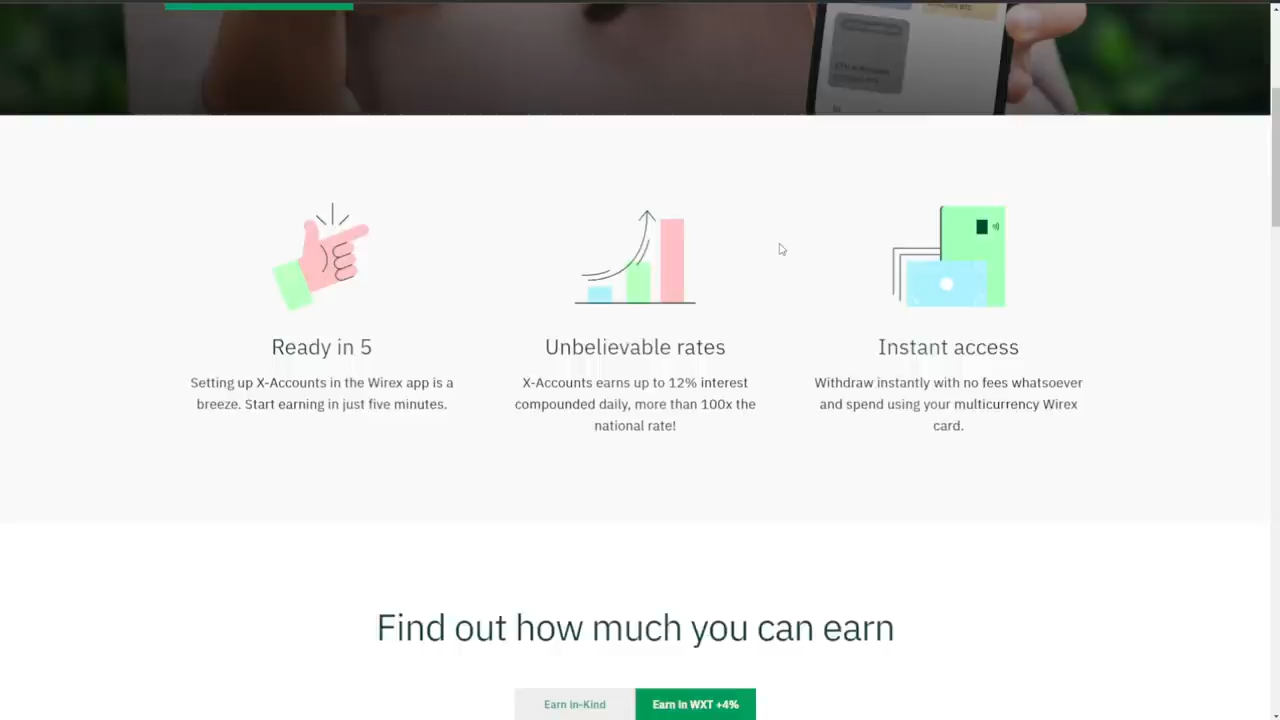 Ready in 5
Unbelievable rates
Instant access
Setting up X-Accounts in the Wirex app is a
breeze. Start earning in just five minutes.
X-Accounts earns up to 12% interest
compounded daily, more than 100x the
national rate!
Withdraw instantly with no fees whatsoever
and spend using your multicurrency Wirex
card.
Find out how much you can earn
Earn in-Kind
Earn in WXT +4%